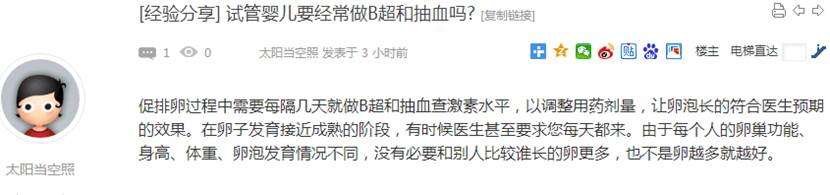 [经验分享] 试管婴儿要经常做B超和抽血吗? [复制链接]
1 0 太阳当空照 发表于 3 小时前 贴 楼主 电梯直达
促排卵过程中需要每隔几天就做B超和抽血查激素水平，以调整用药剂量，让卵泡长的符合医生预期
的效果。在卵子发育接近成熟的阶段，有时候医生甚至要求您每天都来。由于每个人的卵巢功能、
身高、体重、卵泡发育情况不同，没有必要和别人比较谁长的卵更多，也不是卵越多就越好。
太阳当空照